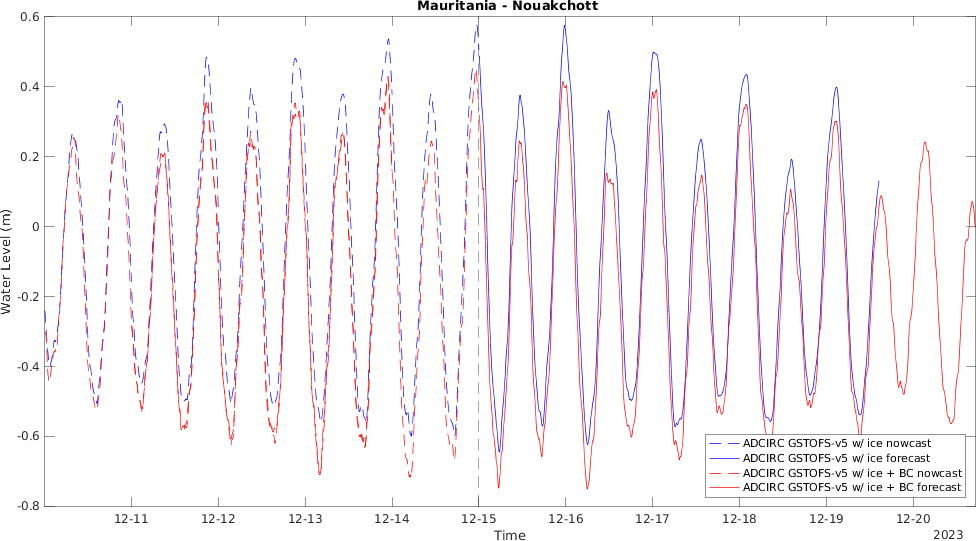 Mauritania - Nouakchott
0.6
0.4
0.2
0
-0.2
-0.4
-0.6
-0.8
Water Level (m)
ADCIRC GSTOFS-v5 w/ ice nowcast
ADCIRC GSTOFS-v5 w/ ice forecast
ADCIRC GSTOFS-v5 w/ ice + BC nowcast
ADCIRC GSTOFS-v5 w/ ice + BC forecast
12-11 12-12 12-13 12-14 12-15 12-16 12-17 12-18 12-19 12-20
Time
2023